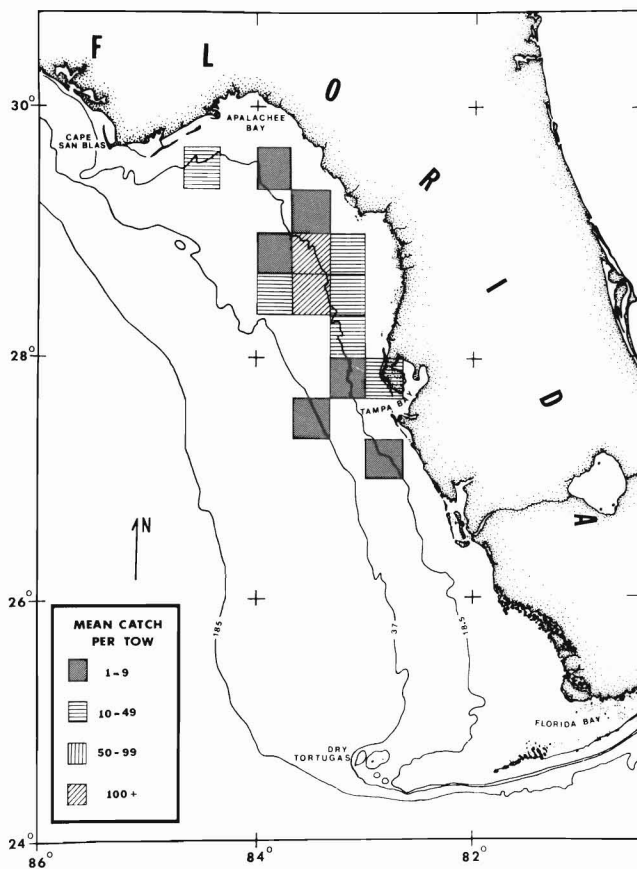 F
L
O
R
I
D
A
30°
28°
26°
24°
86°
84°
82°
CAPE
SAN BLAS
APALACHEE
BAY
TAMPA BAY
N
185
37
18.5
MEAN CATCH
PER TOW
1-9
10-49
50-99
100+
DRY
TORTUGAS
FLORIDA BAY